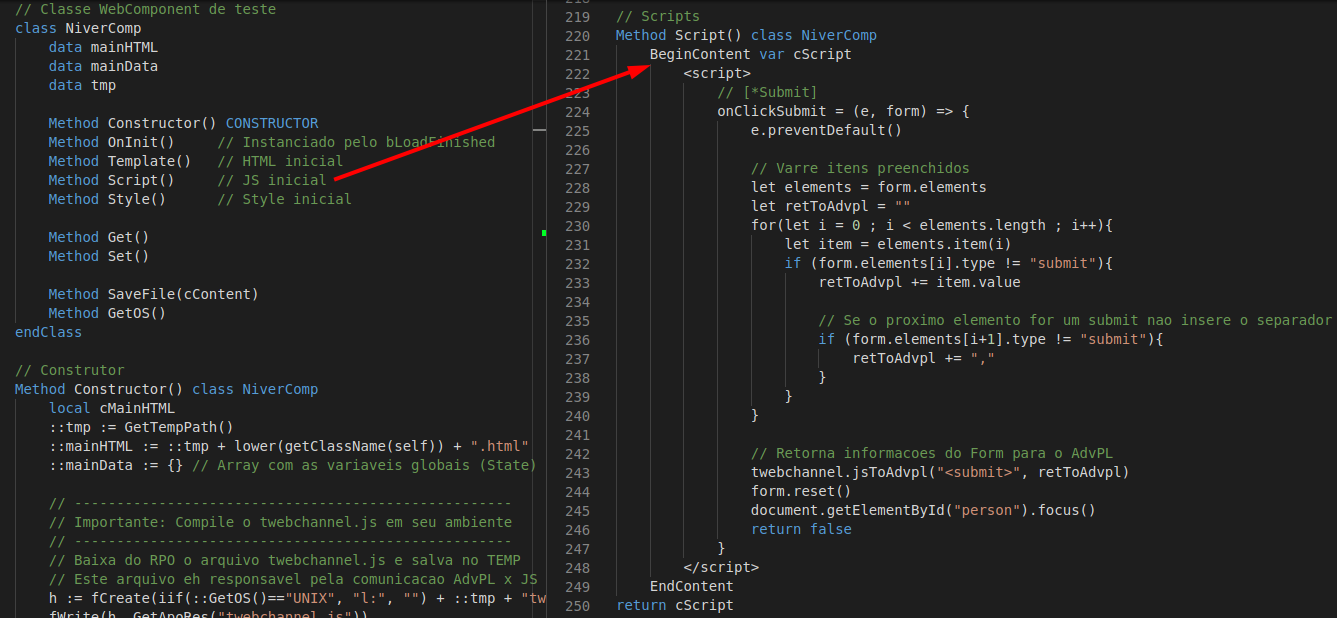 // Classe WebComponent de teste
class NiverComp
data mainHTML
data mainData
data tmp
Method Constructor() CONSTRUCTOR
Method OnInit() // Instanciado pelo bLoadFinished
Method Template() // HTML inicial
Method Script() // JS inicial
Method Style() // Style inicial
Method Get()
Method Set()
Method SaveFile(cContent)
Method GetOS()
endClass
// Construtor
Method Constructor() class NiverComp
local cMainHTML
::tmp := GetTempPath()
::mainHTML := ::tmp + lower(getClassName(self)) + ".html"
::mainData := {} // Array com as variaveis globais (State)
// ----------------------------------------------------
// Importante: Compile o twebchannel.js em seu ambiente
// ----------------------------------------------------
// Baixa do RPO o arquivo twebchannel.js e salva no TEMP
// Este arquivo eh responsavel pela comunicacao AdvPL x JS
h := fCreate(iif(::GetOS()=="UNIX", "l:", "") + ::tmp + "tw
fWrite(h, GetApoRes("twebchannel.js"))
219 // Scripts
220 Method Script() class NiverComp
221 BeginContent var cScript
222 <script>
223 // [*Submit]
224 onClickSubmit = (e, form) => {
225 e.preventDefault()
226
227 // Varre itens preenchidos
228 let elements = form.elements
229 let retToAdvpl = ""
230 for(let i = 0 ; i < elements.length ; i++){
231 let item = elements.item(i)
232 if (form.elements[i].type != "submit"){
233 retToAdvpl += item.value
234
235 // Se o proximo elemento for um submit nao insere o separador
236 if (form.elements[i+1].type != "submit"){
237 retToAdvpl += ","
238 }
239 }
240 }
241
242 // Retorna informacoes do Form para o AdvPL
243 twebchannel.jsToAdvpl("<submit>", retToAdvpl)
244 form.reset()
245 document.getElementById("person").focus()
246 return false
247 }
248 </script>
249 EndContent
250 return cScript